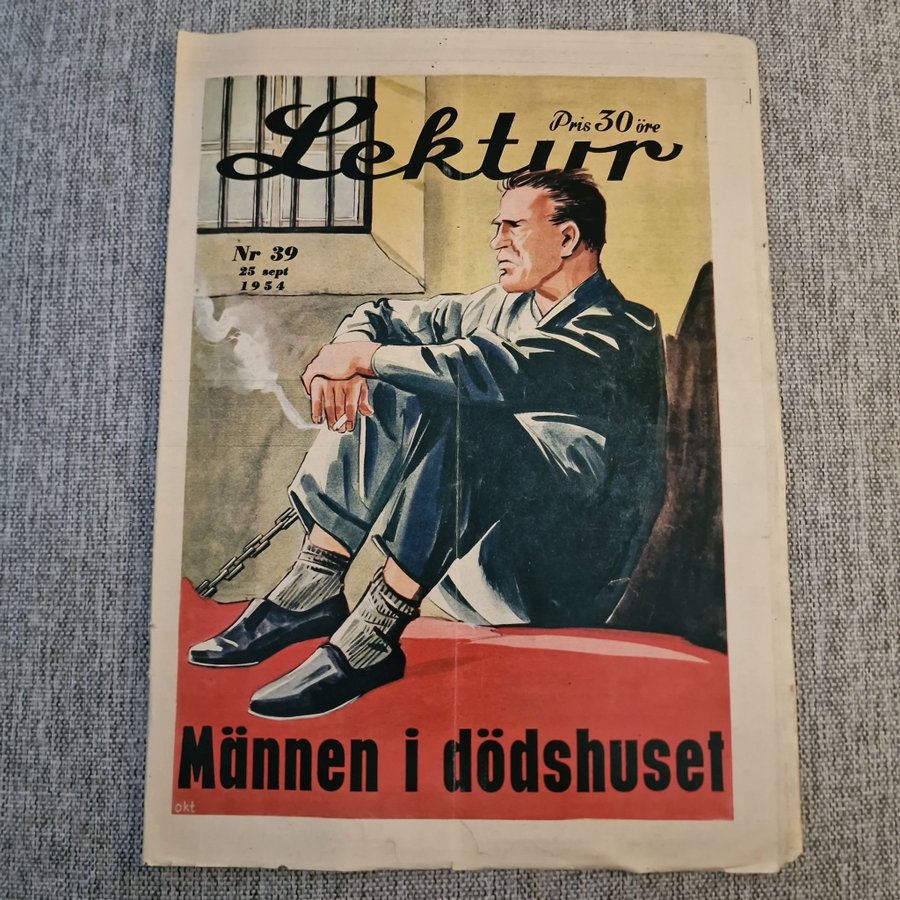 Pris 30 öre
Lektyr
Nr 39
25 sept
1954
Männen i dödshuset
okt